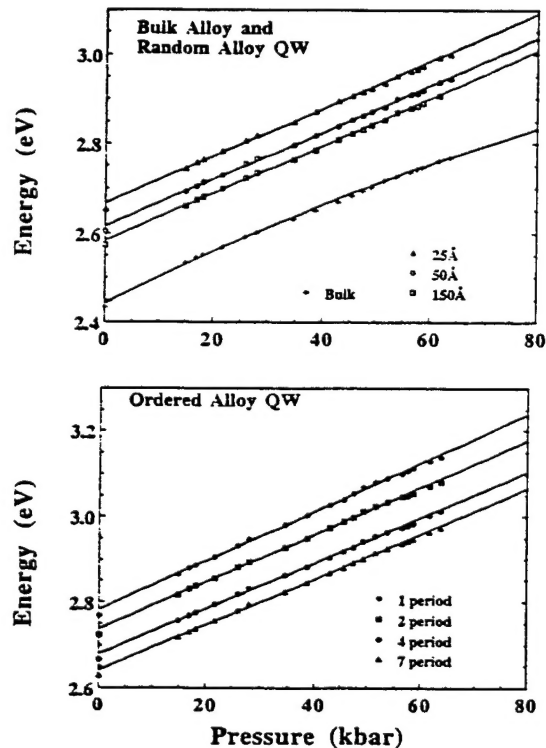 Bulk Alloy and
Random Alloy QW
Energy (eV)
3.0
2.8
2.6
2.4
0
20
40
60
80
25Å
50Å
Bulk
150Å
Ordered Alloy QW
Energy (eV)
3.2
3.0
2.8
2.6
0
20
40
60
80
1 period
2 period
4 period
7 period
Pressure (kbar)